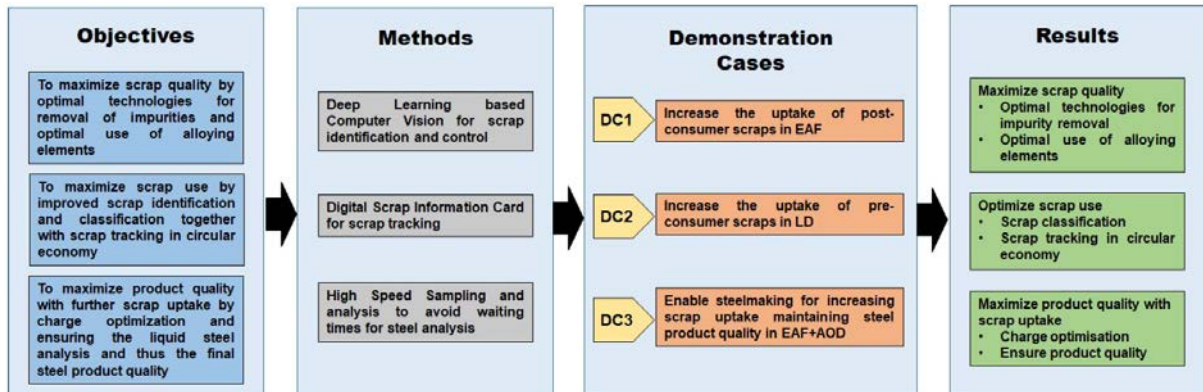 Objectives
To maximize scrap quality by
optimal technologies for
removal of impurities and
optimal use of alloying
elements
To maximize scrap use by
improved scrap identification
and classification together
with scrap tracking in circular
economy
To maximize product quality
with further scrap uptake by
charge optimization and
ensuring the liquid steel
analysis and thus the final
steel product quality
Methods
Deep Learning based
Computer Vision for scrap
identification and control
Digital Scrap Information Card
for scrap tracking
High Speed Sampling and
analysis to avoid waiting
times for steel analysis
Demonstration
Cases
DC1
Increase the uptake of post-
consumer scraps in EAF
DC2
Increase the uptake of pre-
consumer scraps in LD
DC3
Enable steelmaking for increasing
scrap uptake maintaining steel
product quality in EAF+AOD
Results
Maximize scrap quality
• Optimal technologies for
impurity removal
• Optimal use of alloying
elements
Optimize scrap use
• Scrap classification
• Scrap tracking in circular
economy
Maximize product quality with
scrap uptake
• Charge optimisation
• Ensure product quality